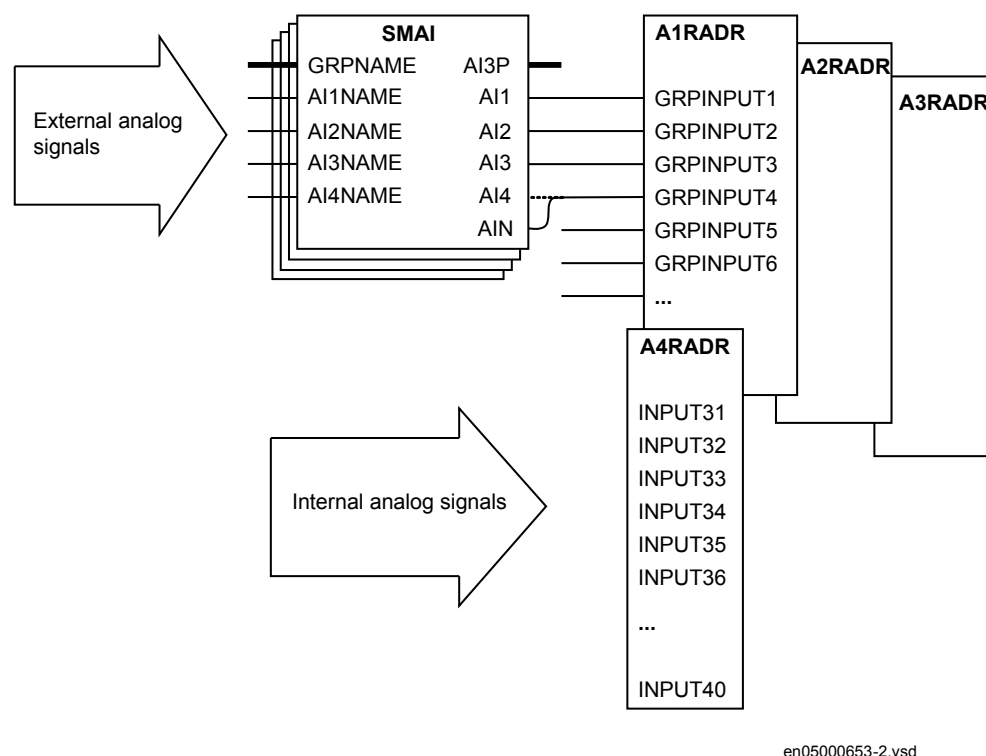 External analog
signals
SMAI
GRPNAME AI3P
AI1NAME AI1
AI2NAME AI2
AI3NAME AI3
AI4NAME AI4
AIN
A1RADR
GRPINPUT1
GRPINPUT2
GRPINPUT3
GRPINPUT4
GRPINPUT5
GRPINPUT6
...
A2RADR
A3RADR
Internal analog signals
A4RADR
INPUT31
INPUT32
INPUT33
INPUT34
INPUT35
INPUT36
...
INPUT40
en05000653-2.vsd